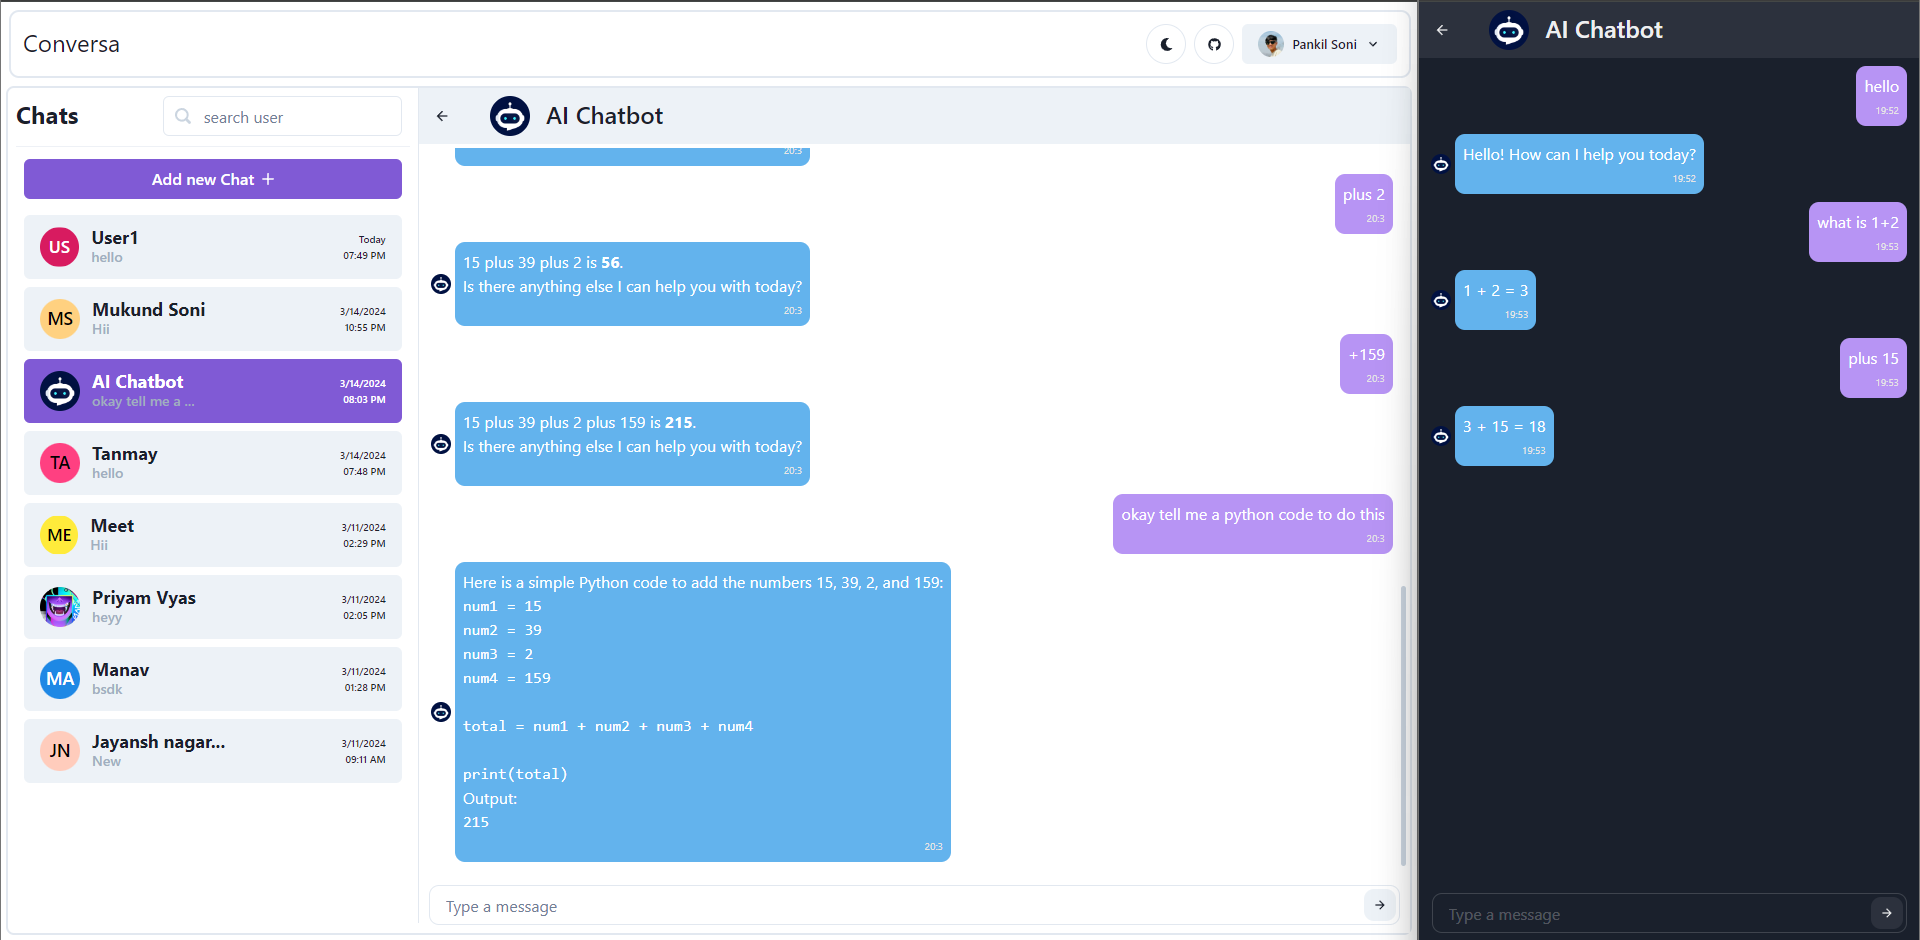 Conversa
Pankil Soni
Chats
search user
Add new Chat +
US
User1
hello
Today
07:49 PM
MS
Mukund Soni
Hii
3/14/2024
10:55 PM
AI Chatbot
okay tell me a ...
3/14/2024
08:03 PM
TA
Tanmay
hello
3/14/2024
07:48 PM
ME
Meet
Hii
3/11/2024
02:29 PM
Priyam Vyas
heyy
3/11/2024
02:05 PM
MA
Manav
bsdk
3/11/2024
01:28 PM
JN
Jayansh nagar...
New
3/11/2024
09:11 AM
AI Chatbot
20:3
plus 2
20:3
15 plus 39 plus 2 is 56.
Is there anything else I can help you with today?
20:3
+159
20:3
15 plus 39 plus 2 plus 159 is 215.
Is there anything else I can help you with today?
20:3
okay tell me a python code to do this
20:3
Here is a simple Python code to add the numbers 15, 39, 2, and 159:
num1 = 15
num2 = 39
num3 = 2
num4 = 159
total = num1 + num2 + num3 + num4
print(total)
Output:
215
20:3
Type a message
AI Chatbot
hello
19:52
Hello! How can I help you today?
19:52
what is 1+2
19:53
1 + 2 = 3
19:53
plus 15
19:53
3 + 15 = 18
19:53
Type a message